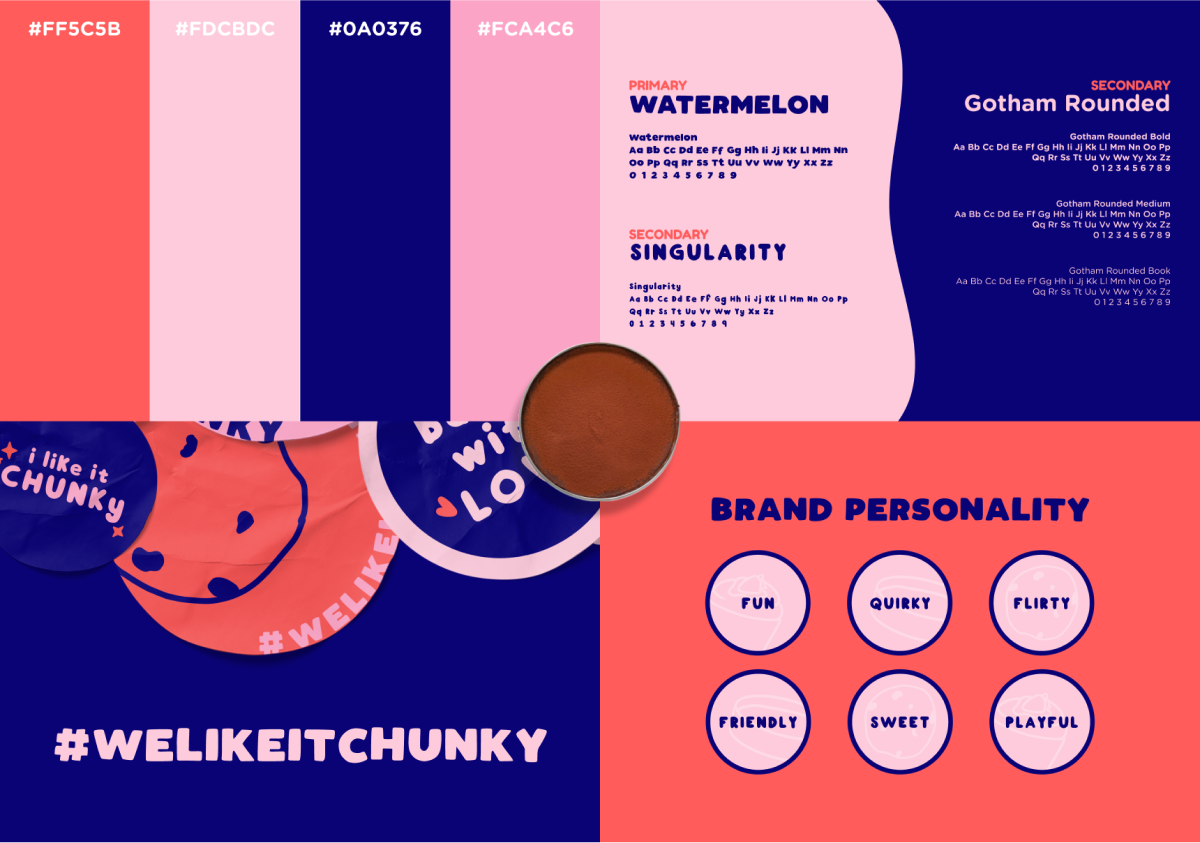 #FF5C5B
#FDCBDC
#0A0376
#FCA4C6
PRIMARY
WATERMELON
Watermelon
Aa Bb Cc Dd Ee Ff Gg Hh Ii Jj Kk Ll Mm Nn
Oo Pp Qq Rr Ss Tt Uu Vv Ww Yy Xx Zz
0 1 2 3 4 5 6 7 8 9
SECONDARY
SINGULARITY
Singularity
Aa Bb Cc Dd Ee Ff Gg Hh Ii Jj Kk Ll Mm Nn Oo Pp
Qq Rr Ss Tt Uu Vv Ww Yy Xx Zz
0 1 2 3 4 5 6 7 8 9
SECONDARY
Gotham Rounded
Gotham Rounded Bold
Aa Bb Cc Dd Ee Ff Gg Hh Ii Jj Kk Ll Mm Nn Oo Pp
Qq Rr Ss Tt Uu Vv Ww Yy Xx Zz
0 1 2 3 4 5 6 7 8 9
Gotham Rounded Medium
Aa Bb Cc Dd Ee Ff Gg Hh Ii Jj Kk Ll Mm Nn Oo Pp
Qq Rr Ss Tt Uu Vv Ww Yy Xx Zz
0 1 2 3 4 5 6 7 8 9
Gotham Rounded Book
Aa Bb Cc Dd Ee Ff Gg Hh Ii Jj Kk Ll Mm Nn Oo Pp
Qq Rr Ss Tt Uu Vv Ww Yy Xx Zz
0 1 2 3 4 5 6 7 8 9
i like it
CHUNKY
#WELIKE
#WELIKEITCHUNKY
BRAND PERSONALITY
FUN
QUIRKY
FLIRTY
FRIENDLY
SWEET
PLAYFUL